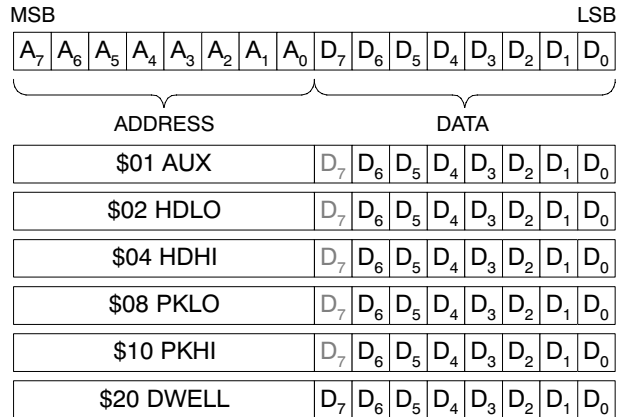 MSB LSB
A7 A6 A5 A4 A3 A2 A1 A0 D7 D6 D5 D4 D3 D2 D1 D0
ADDRESS DATA
$01 AUX D7 D6 D5 D4 D3 D2 D1 D0
$02 HDLO D7 D6 D5 D4 D3 D2 D1 D0
$04 HDHI D7 D6 D5 D4 D3 D2 D1 D0
$08 PKLO D7 D6 D5 D4 D3 D2 D1 D0
$10 PKHI D7 D6 D5 D4 D3 D2 D1 D0
$20 DWELL D7 D6 D5 D4 D3 D2 D1 D0